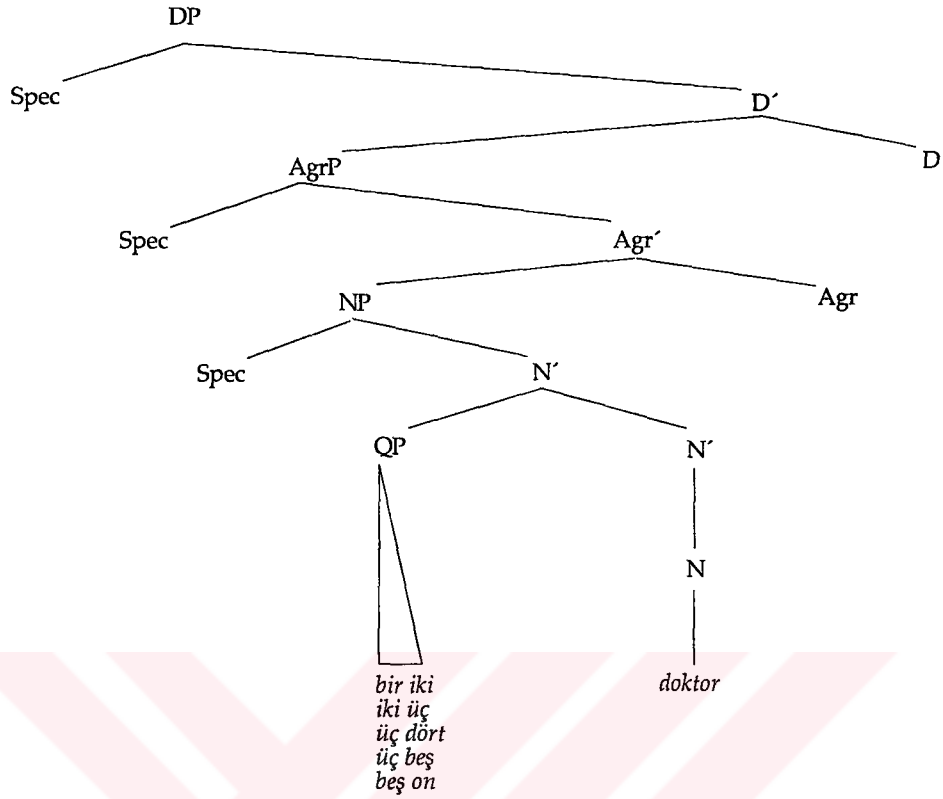 DP
Spec
D´
AgrP
D
Spec
Agr´
NP
Agr
Spec
N´
QP
N´
N
bir iki
doktor
iki üç
üç dört
üç beş
beş on